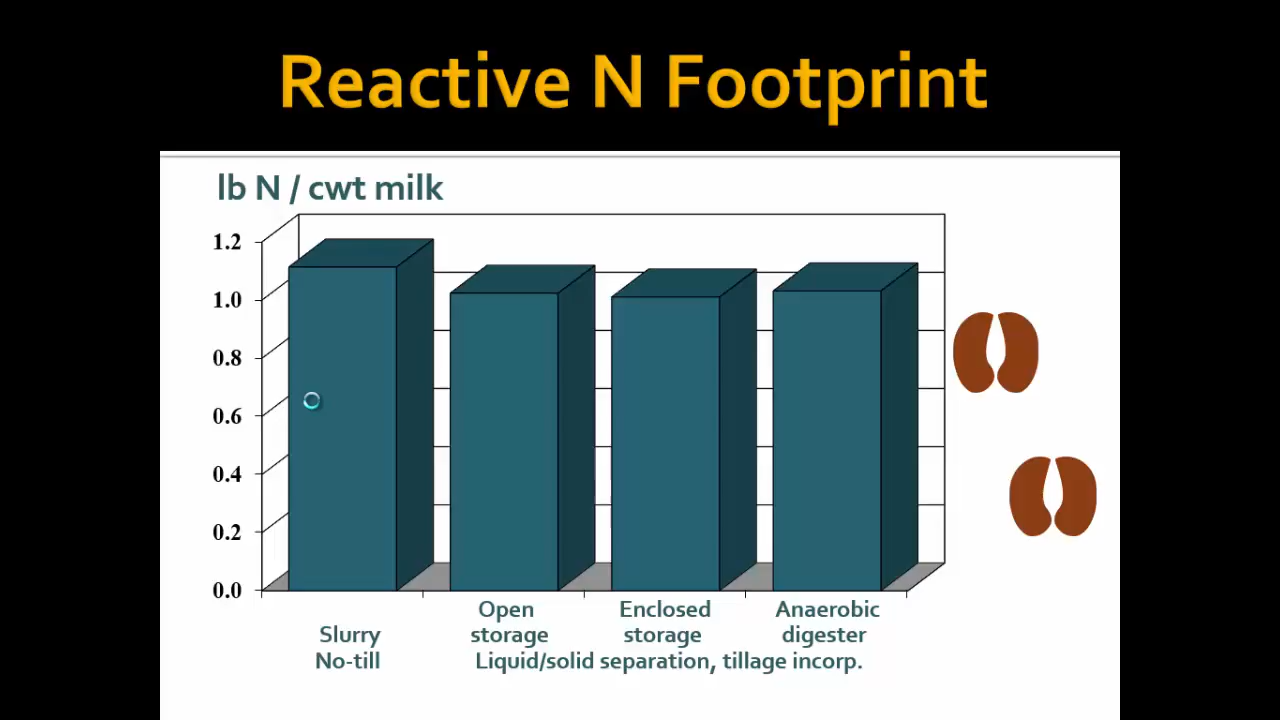 Reactive N Footprint
lb N / cwt milk
1.2
1.0
0.8
0.6
0.4
0.2
0.0
Slurry
No-till
Open
storage
Enclosed
storage
Anaerobic
digester
Liquid/solid separation, tillage incorp.